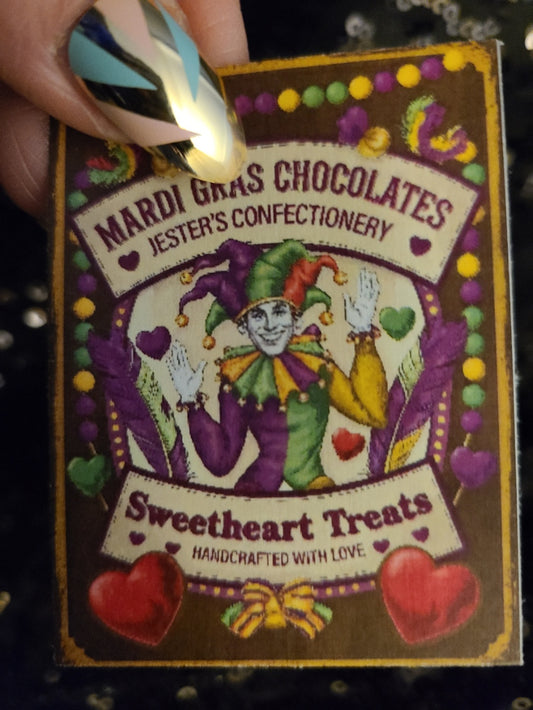 MARDI GRAS CHOCOLATES
JESTER'S CONFECTIONERY
Sweetheart Treats
HANDCRAFTED WITH LOVE